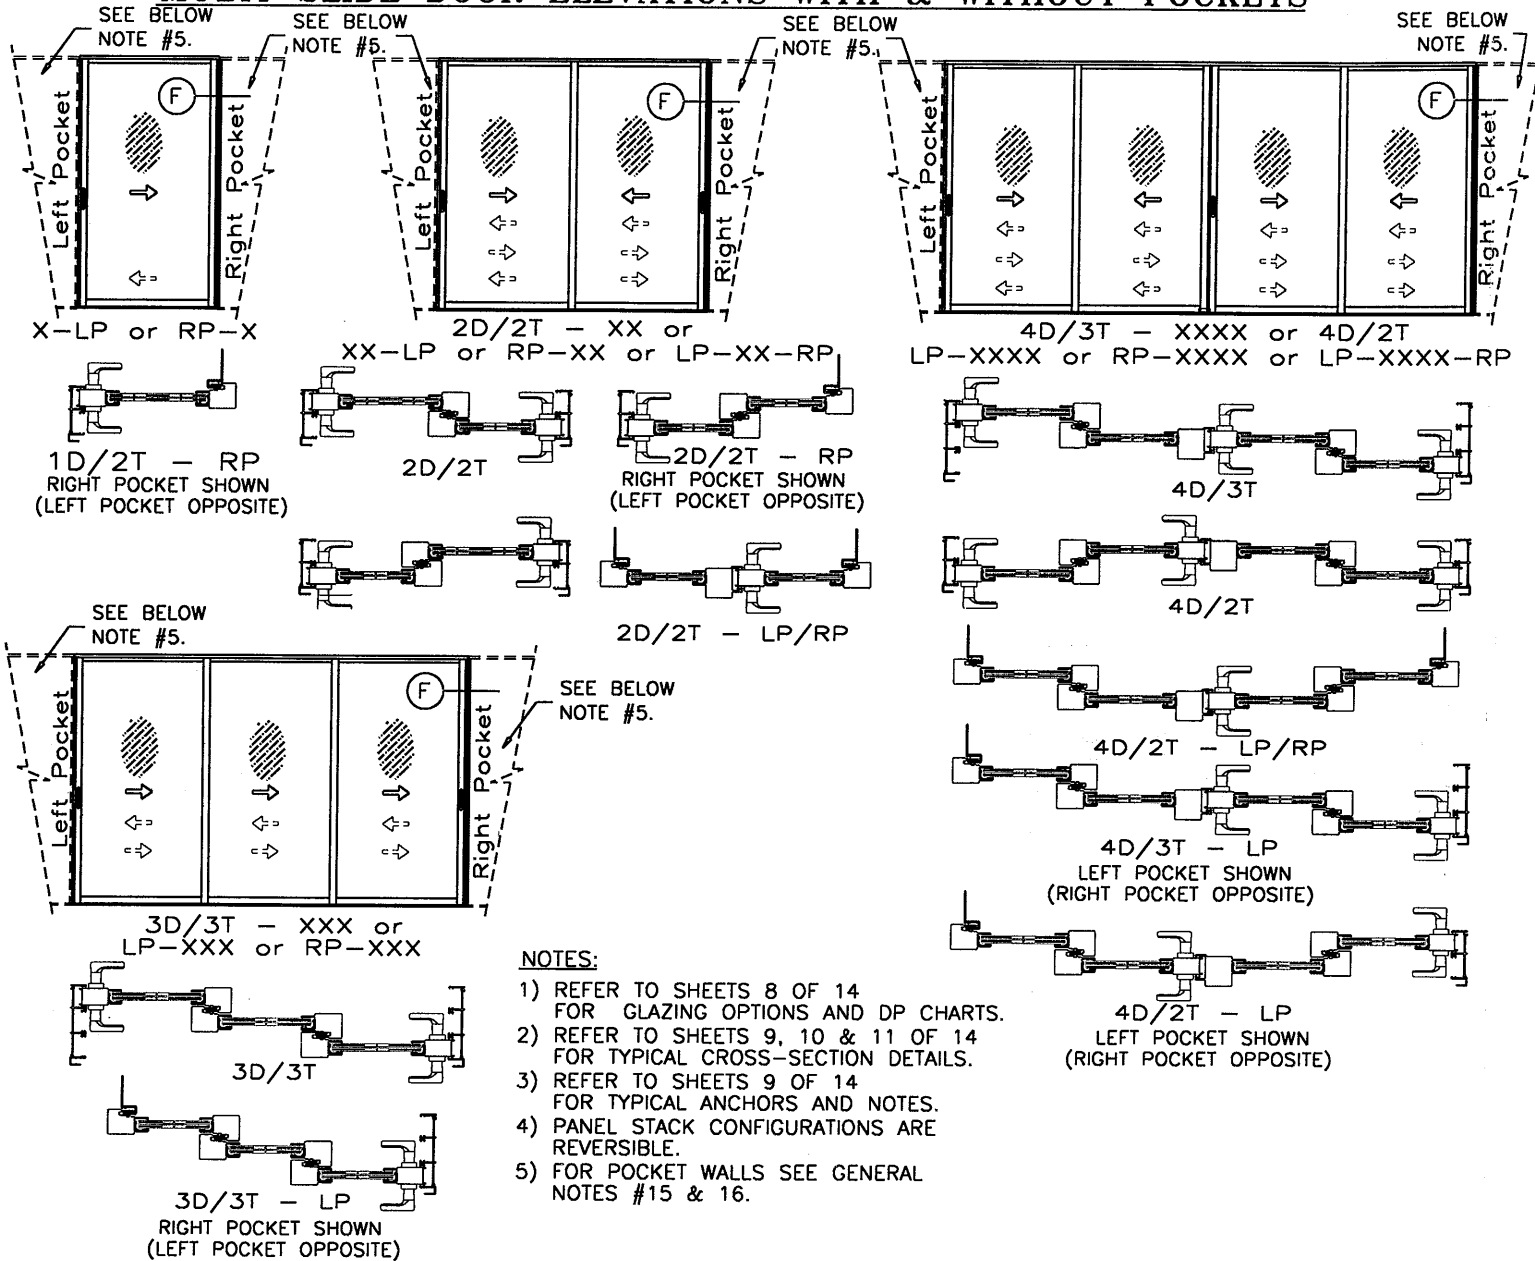 MULTI SLIDE DOOR ELEVATIONS WITH & WITHOUT POCKETS
SEE BELOW
NOTE #5.
SEE BELOW
NOTE #5.
SEE BELOW
NOTE #5.
SEE BELOW
NOTE #5.
Left Pocket
F
Right Pocket
Left Pocket
F
Right Pocket
Left Pocket
F
Right Pocket
X-LP or RP-X
2D/2T - XX or
XX-LP or RP-XX or LP-XX-RP
4D/3T - XXXX or 4D/2T
LP-XXXX or RP-XXXX or LP-XXXX-RP
1D/2T - RP
RIGHT POCKET SHOWN
(LEFT POCKET OPPOSITE)
2D/2T
2D/2T - RP
RIGHT POCKET SHOWN
(LEFT POCKET OPPOSITE)
4D/3T
2D/2T - LP/RP
4D/2T
SEE BELOW
NOTE #5.
Left Pocket
F
Right Pocket
SEE BELOW
NOTE #5.
4D/2T - LP/RP
4D/3T - LP
LEFT POCKET SHOWN
(RIGHT POCKET OPPOSITE)
4D/2T - LP
LEFT POCKET SHOWN
(RIGHT POCKET OPPOSITE)
3D/3T - XXX or
LP-XXX or RP-XXX
3D/3T
3D/3T - LP
RIGHT POCKET SHOWN
(LEFT POCKET OPPOSITE)
NOTES:
1) REFER TO SHEETS 8 OF 14
FOR GLAZING OPTIONS AND DP CHARTS.
2) REFER TO SHEETS 9, 10 & 11 OF 14
FOR TYPICAL CROSS-SECTION DETAILS.
3) REFER TO SHEETS 9 OF 14
FOR TYPICAL ANCHORS AND NOTES.
4) PANEL STACK CONFIGURATIONS ARE
REVERSIBLE.
5) FOR POCKET WALLS SEE GENERAL
NOTES #15 & 16.